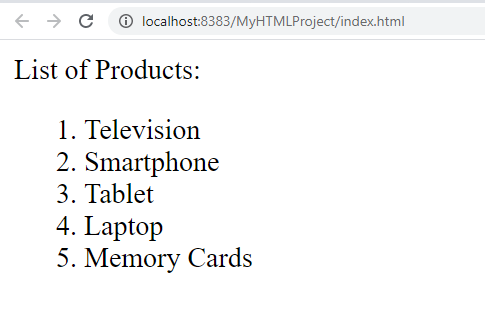 localhost:8383/MyHTMLProject/index.html
List of Products:
1. Television
2. Smartphone
3. Tablet
4. Laptop
5. Memory Cards